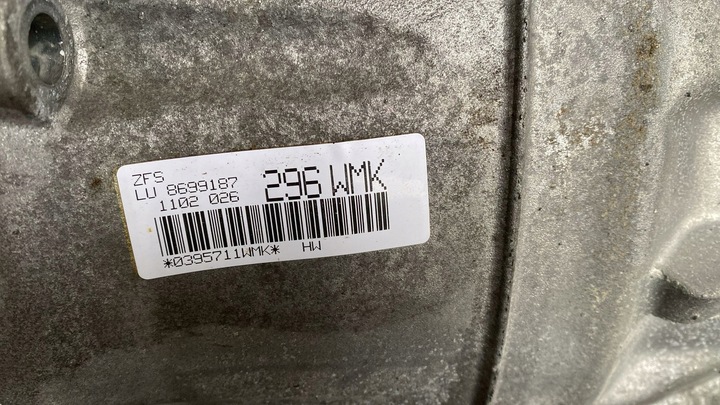 ZFS
LU 8699187 296 WMK
1102 026
*0395711WMK* HW